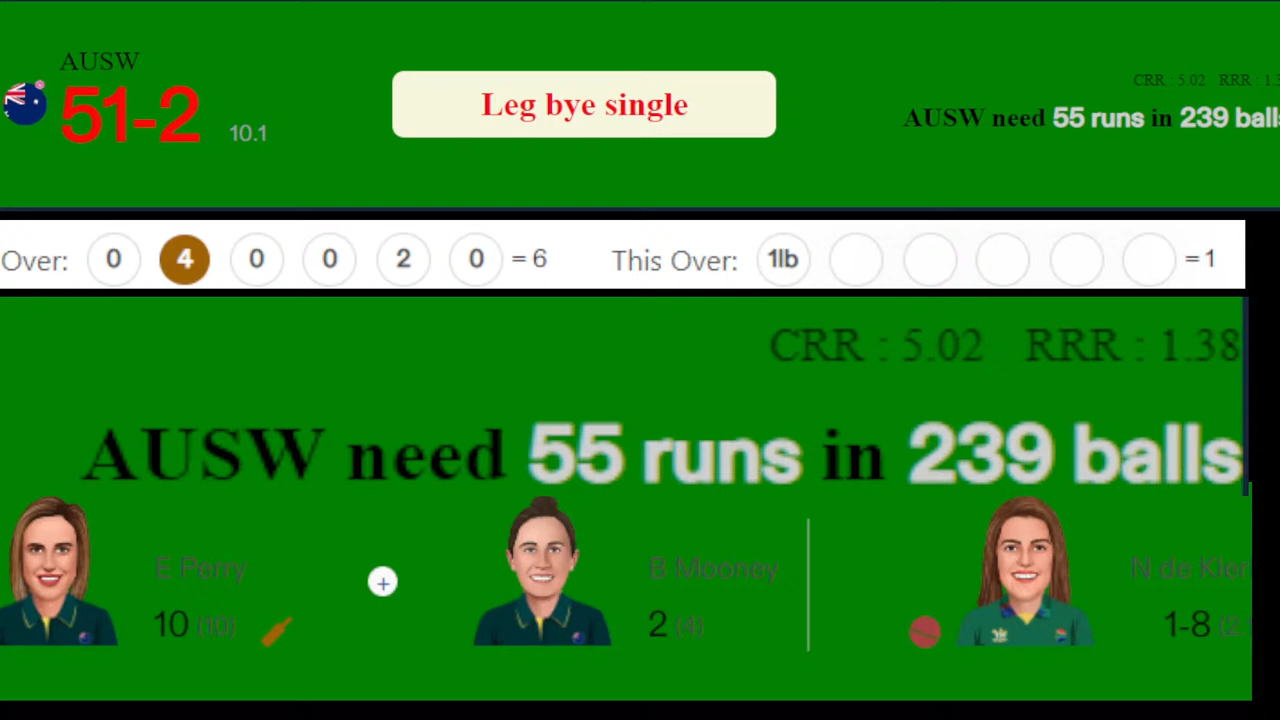 AUSW
51-2 10.1
Leg bye single
CRR : 5.02 RRR :
AUSW need 55 runs in 239
Over: 0 4 0 0 2 0 = 6 This Over: 1lb = 1
CRR : 5.02 RRR : 1.38
AUSW need 55 runs in 239 balls
E Perry
10 (10)
+
B Mooney
2 (4)
N de
1-8